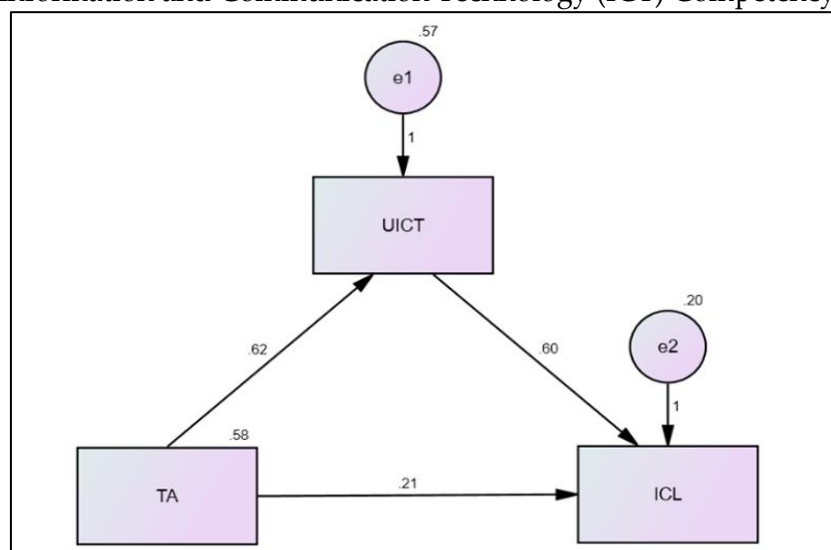 Information and Communication Technology (ICT) Competency
.57
e1
1
UICT
.20
e2
.62
.60
1
.58
TA
.21
ICL